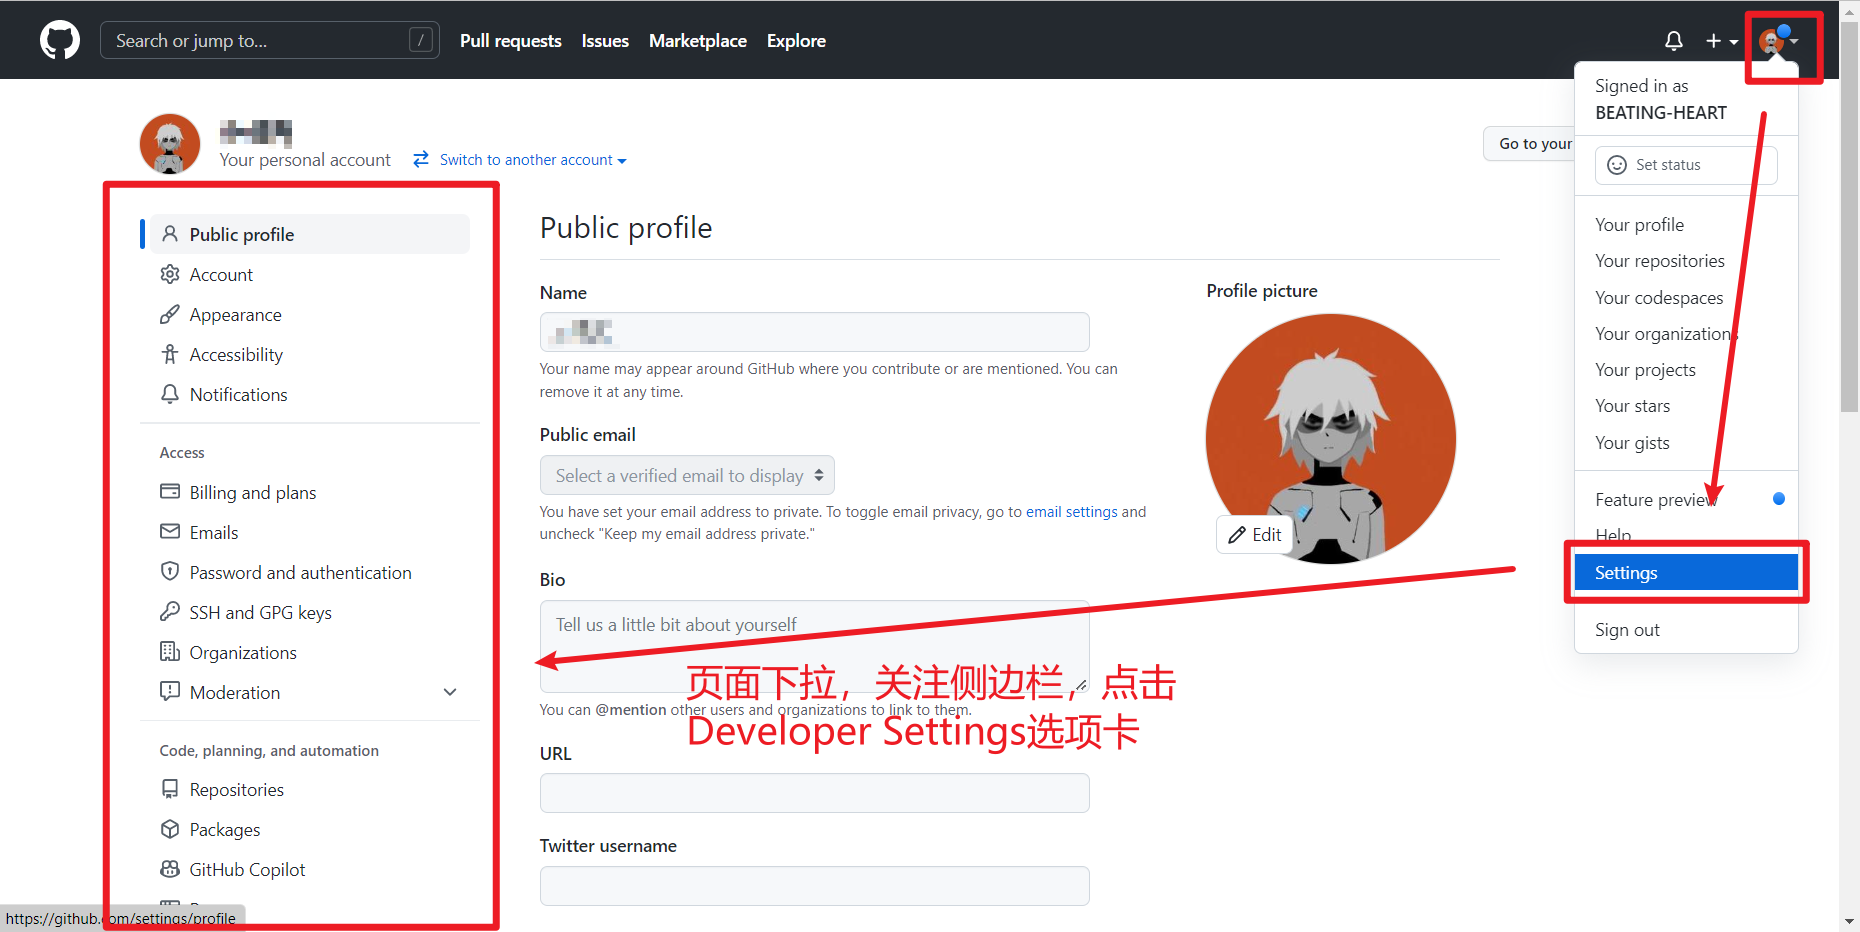 Search or jump to...
/
Pull requests
Issues
Marketplace
Explore
Signed in as
BEATING-HEART
Set status
Your profile
Your repositories
Your codespaces
Your organizations
Your projects
Your stars
Your gists
Feature preview
Help
Settings
Sign out
Your personal account
Switch to another account
Go to your
Public profile
Account
Appearance
Accessibility
Notifications
Access
Billing and plans
Emails
Password and authentication
SSH and GPG keys
Organizations
Moderation
Code, planning, and automation
Repositories
Packages
GitHub Copilot
Public profile
Name
Your name may appear around GitHub where you contribute or are mentioned. You can
remove it at any time.
Public email
Select a verified email to display
You have set your email address to private. To toggle email privacy, go to email settings and
uncheck "Keep my email address private."
Bio
Tell us a little bit about yourself
You can @mention other users and organizations to link to them.
URL
Twitter username
Profile picture
Edit
页面下拉，关注侧边栏，点击
Developer Settings选项卡
https://github.com/settings/profile